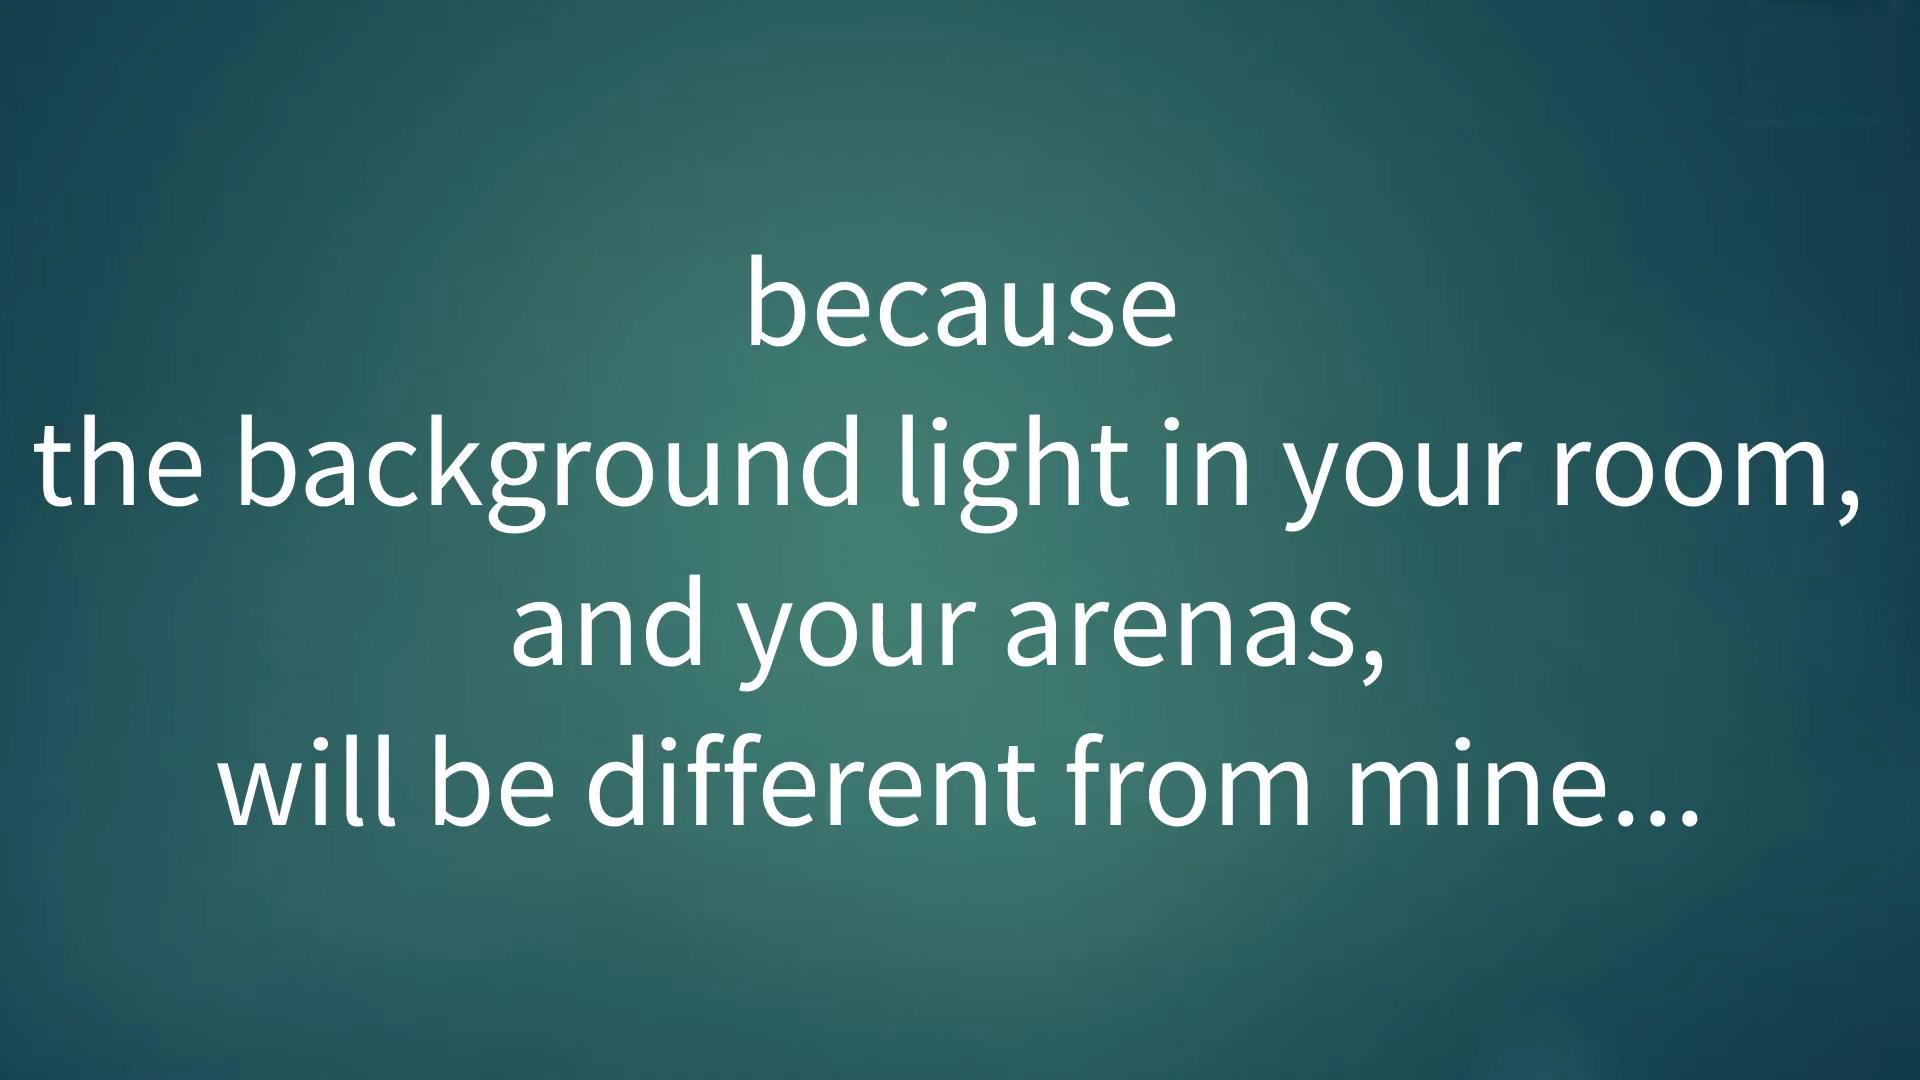 because
the background light in your room,
and your arenas,
will be different from mine...